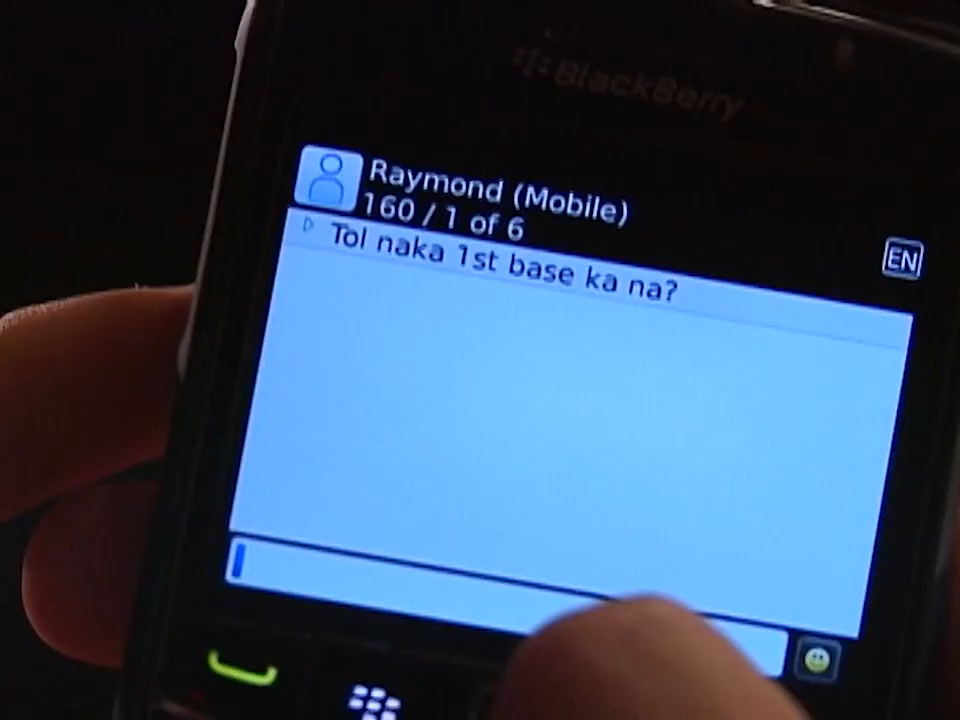 BlackBerry
Raymond (Mobile)
160 / 1 of 6
EN
Tol naka 1st base ka na?